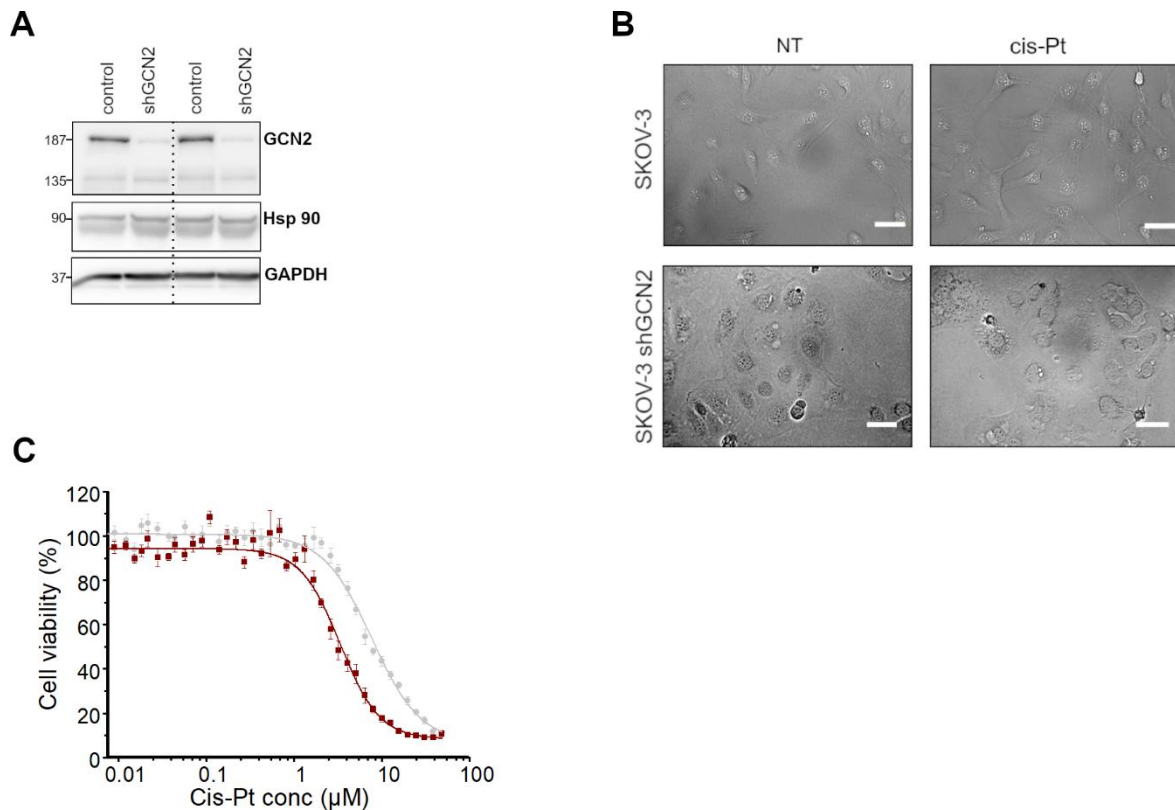 A
control
shGCN2
control
shGCN2
187
GCN2
135
90
Hsp 90
37
GAPDH
B
NT
cis-Pt
SKOV-3
SKOV-3 shGCN2
C
Cell viability (%)
120
100
80
60
40
20
0
0.01
0.1
1
10
100
Cis-Pt conc (µM)